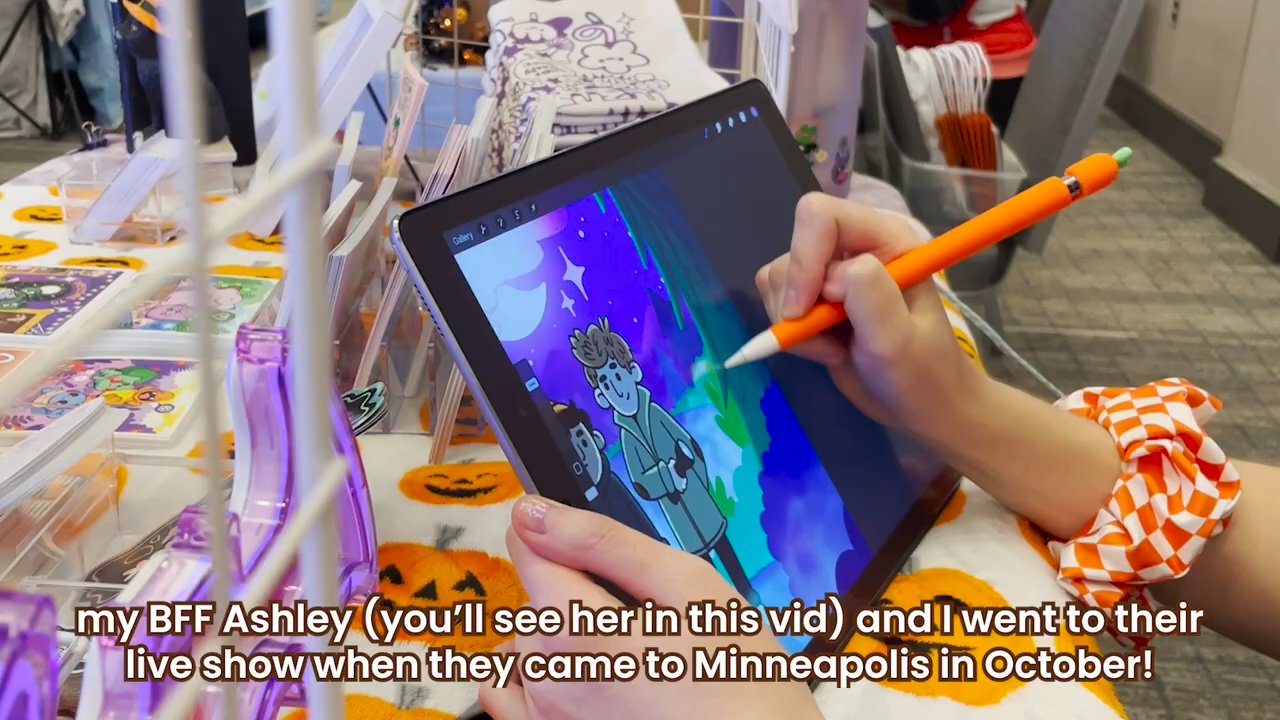 Gallery
my BFF Ashley (you'll see her in this vid) and I went to their
live show when they came to Minneapolis in October!